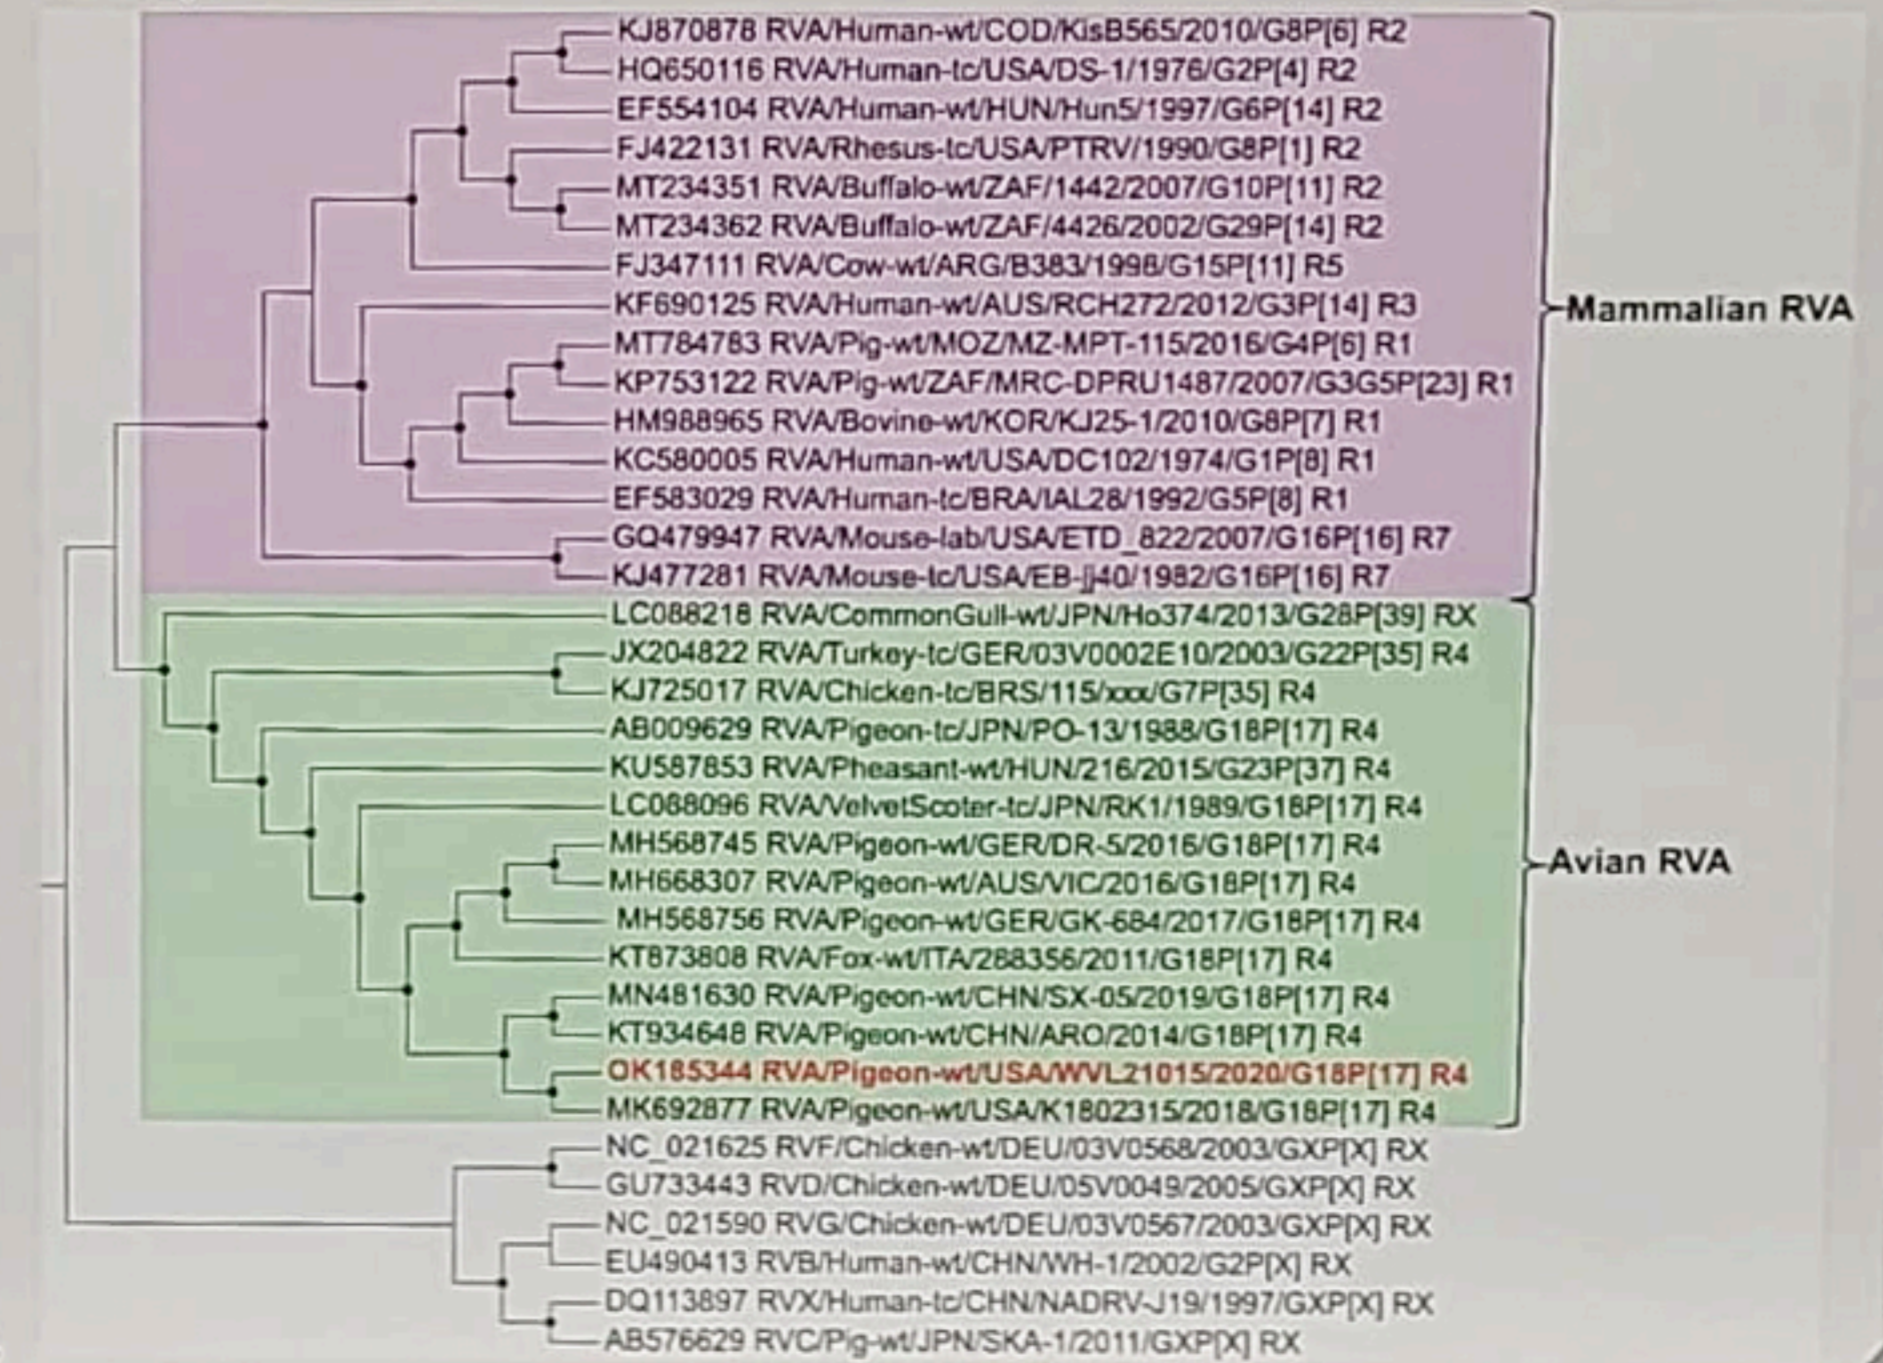 KJ870878 RVA/Human-wt/COD/KisB565/2010/G8P[6] R2
HQ650116 RVA/Human-tc/USA/DS-1/1976/G2P[4] R2
EF554104 RVA/Human-wt/HUN/Hun5/1997/G6P[14] R2
FJ422131 RVA/Rhesus-tc/USA/PTRV/1990/G8P[1] R2
MT234351 RVA/Buffalo-wt/ZAF/1442/2007/G10P[11] R2
MT234362 RVA/Buffalo-wt/ZAF/4426/2002/G29P[14] R2
FJ347111 RVA/Cow-wt/ARG/B383/1998/G15P[11] R5
KF690125 RVA/Human-wt/AUS/RCH272/2012/G3P[14] R3
Mammalian RVA
MT784783 RVA/Pig-wt/MOZ/MZ-MPT-115/2016/G4P[6] R1
KP753122 RVA/Pig-wt/ZAF/MRC-DPRU1487/2007/G3G5P[23] R1
HM988965 RVA/Bovine-wt/KOR/KJ25-1/2010/G8P[7] R1
KC580005 RVA/Human-wt/USA/DC102/1974/G1P[8] R1
EF583029 RVA/Human-tc/BRA/IAL28/1992/G5P[8] R1
GQ479947 RVA/Mouse-lab/USA/ETD_822/2007/G16P[16] R7
KJ477281 RVA/Mouse-tc/USA/EB-jj40/1982/G16P[16] R7
LC088218 RVA/CommonGull-wt/JPN/Ho374/2013/G28P[39] RX
JX204822 RVA/Turkey-tc/GER/03V0002E10/2003/G22P[35] R4
KJ725017 RVA/Chicken-tc/BRS/115/xxx/G7P[35] R4
AB009629 RVA/Pigeon-tc/JPN/PO-13/1988/G18P[17] R4
KU587853 RVA/Pheasant-wt/HUN/216/2015/G23P[37] R4
LC088096 RVA/VelvetScoter-tc/JPN/RK1/1989/G18P[17] R4
MH568745 RVA/Pigeon-wt/GER/DR-5/2016/G18P[17] R4
Avian RVA
MH668307 RVA/Pigeon-wt/AUS/VIC/2016/G18P[17] R4
MH568756 RVA/Pigeon-wt/GER/GK-684/2017/G18P[17] R4
KT873808 RVA/Fox-wt/ITA/288356/2011/G18P[17] R4
MN481630 RVA/Pigeon-wt/CHN/SX-05/2019/G18P[17] R4
KT934648 RVA/Pigeon-wt/CHN/ARO/2014/G18P[17] R4
OK185344 RVA/Pigeon-wt/USA/WVL21015/2020/G18P[17] R4
MK692877 RVA/Pigeon-wt/USA/K1802315/2018/G18P[17] R4
NC_021625 RVF/Chicken-wt/DEU/03V0568/2003/GXP[X] RX
GU733443 RVD/Chicken-wt/DEU/05V0049/2005/GXP[X] RX
NC_021590 RVG/Chicken-wt/DEU/03V0567/2003/GXP[X] RX
EU490413 RVB/Human-wt/CHN/WH-1/2002/G2P[X] RX
DQ113897 RVX/Human-tc/CHN/NADRV-J19/1997/GXP[X] RX
AB576629 RVC/Pig-wt/JPN/SKA-1/2011/GXP[X] RX